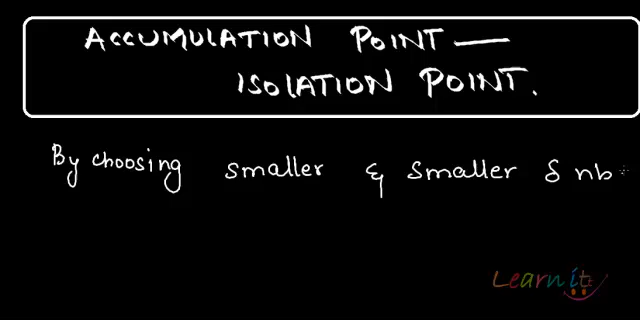 ACCUMULATION POINT —
ISOLATION POINT.
By choosing smaller & smaller δ nb
Learnit